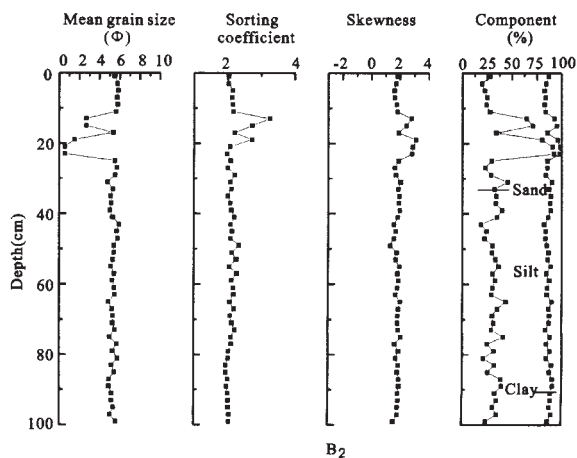 Mean grain size
(Φ)
Sorting
coefficient
Skewness
Component
(%)
0 2 4 6 8 10
2 4
-2 0 2 4
0 25 50 75 100
Depth(cm)
0
20
40
60
80
100
Sand
Silt
Clay
B2